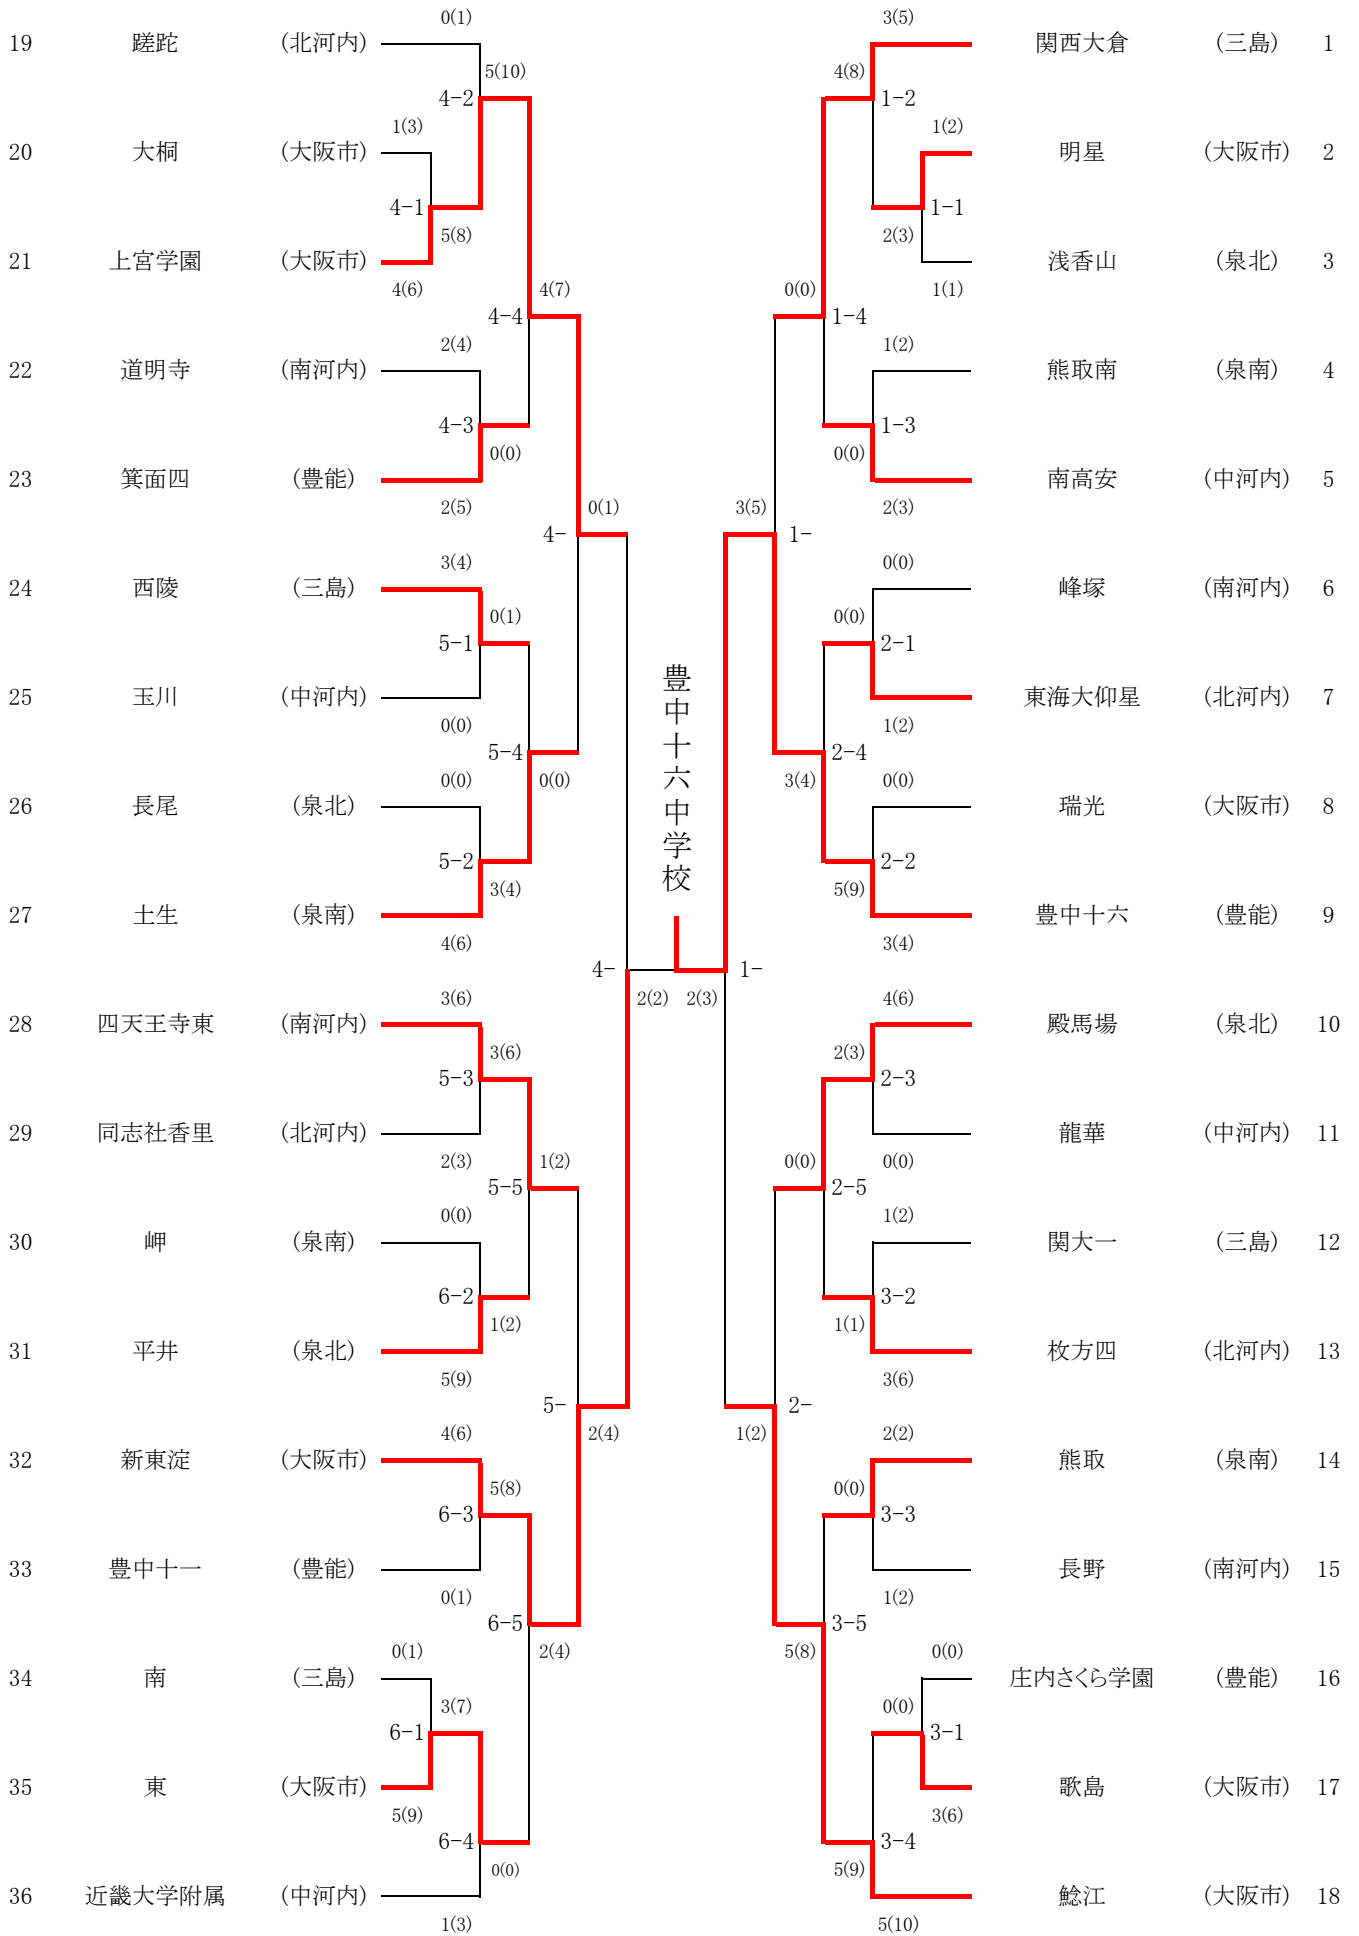 0(1)
3(5)
19 蹉跎 (北河内)
関西大倉 (三島) 1
5(10)
4(8)
4-2
1-2
1(3)
1(2)
20 大桐 (大阪市)
明星 (大阪市) 2
4-1
1-1
5(8)
2(3)
21 上宮学園 (大阪市)
浅香山 (泉北) 3
4(6)
4(7)
0(0)
1(1)
4-4
1-4
2(4)
1(2)
22 道明寺 (南河内)
熊取南 (泉南) 4
4-3
1-3
0(0)
0(0)
23 箕面四 (豊能)
南高安 (中河内) 5
2(5)
0(1)
3(5)
2(3)
4-
1-
3(4)
0(0)
24 西陵 (三島)
峰塚 (南河内) 6
0(1)
0(0)
5-1
2-1
25 玉川 (中河内)
東海大仰星 (北河内) 7
0(0)
1(2)
5-4
2-4
0(0)
0(0)
3(4)
0(0)
26 長尾 (泉北)
瑞光 (大阪市) 8
5-2
2-2
3(4)
5(9)
27 土生 (泉南)
豊中十六 (豊能) 9
4(6)
3(4)
豊中十六中学校
4-
1-
3(6)
2(2)
2(3)
4(6)
28 四天王寺東 (南河内)
殿馬場 (泉北) 10
3(6)
2(3)
5-3
2-3
29 同志社香里 (北河内)
龍華 (中河内) 11
2(3)
1(2)
0(0)
0(0)
5-5
2-5
0(0)
1(2)
30 岬 (泉南)
関大一 (三島) 12
6-2
3-2
1(2)
1(1)
31 平井 (泉北)
枚方四 (北河内) 13
5(9)
3(6)
5-
2-
4(6)
2(4)
1(2)
2(2)
32 新東淀 (大阪市)
熊取 (泉南) 14
5(8)
0(0)
6-3
3-3
33 豊中十一 (豊能)
長野 (南河内) 15
0(1)
1(2)
6-5
3-5
0(1)
2(4)
5(8)
0(0)
34 南 (三島)
庄内さくら学園 (豊能) 16
3(7)
0(0)
6-1
3-1
35 東 (大阪市)
歌島 (大阪市) 17
5(9)
3(6)
6-4
3-4
0(0)
5(9)
36 近畿大学附属 (中河内)
鯰江 (大阪市) 18
1(3)
5(10)